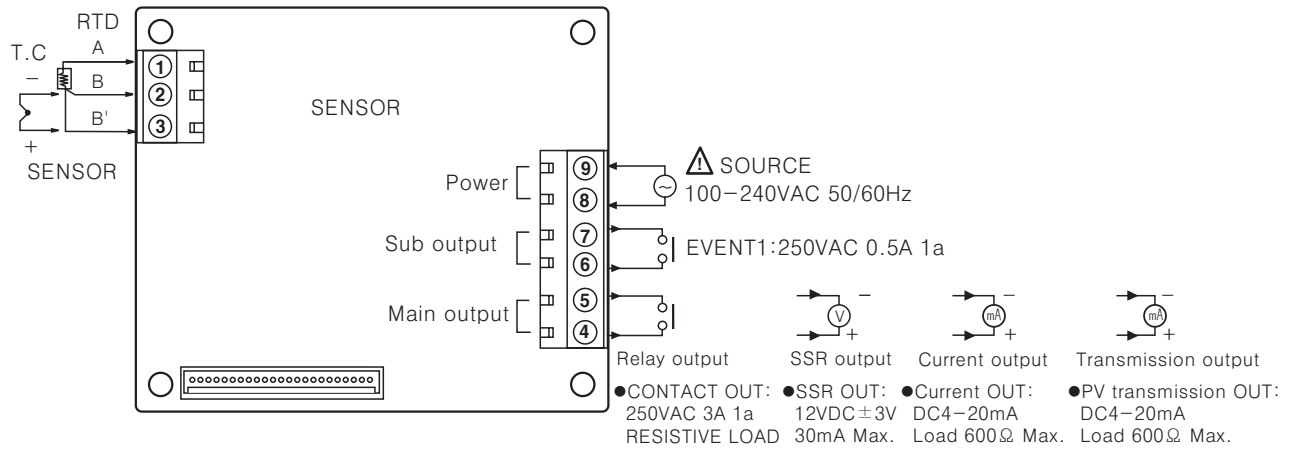 RTD
T.C
A
−
B
B'
+
SENSOR
①
②
③
SENSOR
Power
Sub output
Main output
⑨
⑧
⑦
⑥
⑤
④
! SOURCE
100−240VAC 50/60Hz
EVENT1:250VAC 0.5A 1a
Relay output
●CONTACT OUT:
250VAC 3A 1a
RESISTIVE LOAD
−
V
+
SSR output
●SSR OUT:
12VDC±3V
30mA Max.
−
mA
+
Current output
●Current OUT:
DC4−20mA
Load 600Ω Max.
−
mA
+
Transmission output
●PV transmission OUT:
DC4−20mA
Load 600Ω Max.